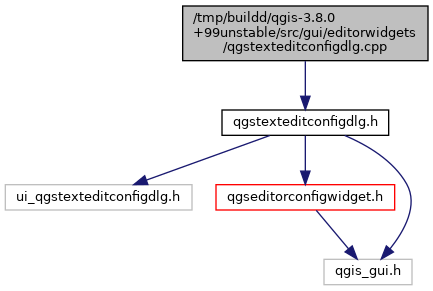 /tmp/buildd/qgis-3.8.0
+99unstable/src/gui/editorwidgets
/qgstexteditconfigdlg.cpp
qgstexteditconfigdlg.h
ui_qgstexteditconfigdlg.h
qgseditorconfigwidget.h
qgis_gui.h